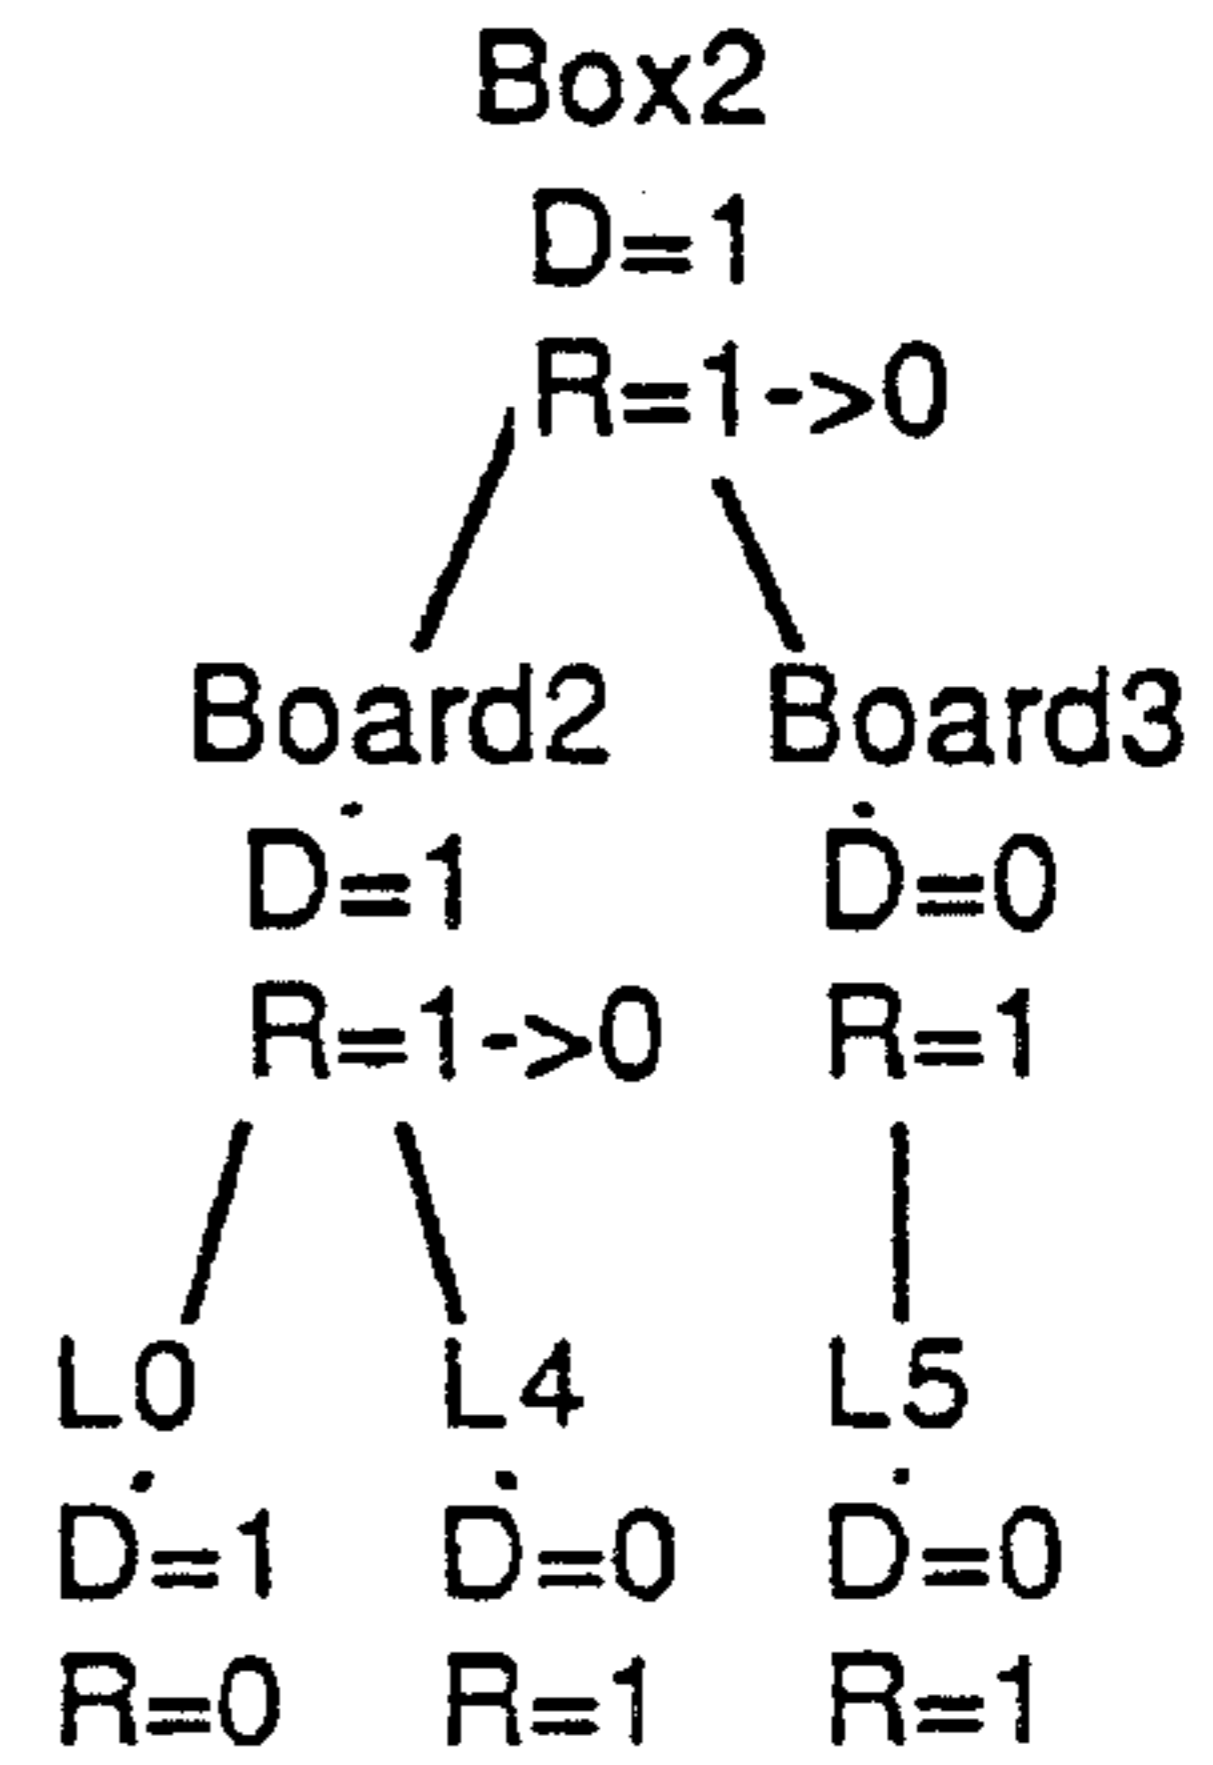 Box2
D=1
R=1->0
Board2 Board3
D=1 D=0
R=1->0 R=1
L0 L4 L5
D=1 D=0 D=0
R=0 R=1 R=1